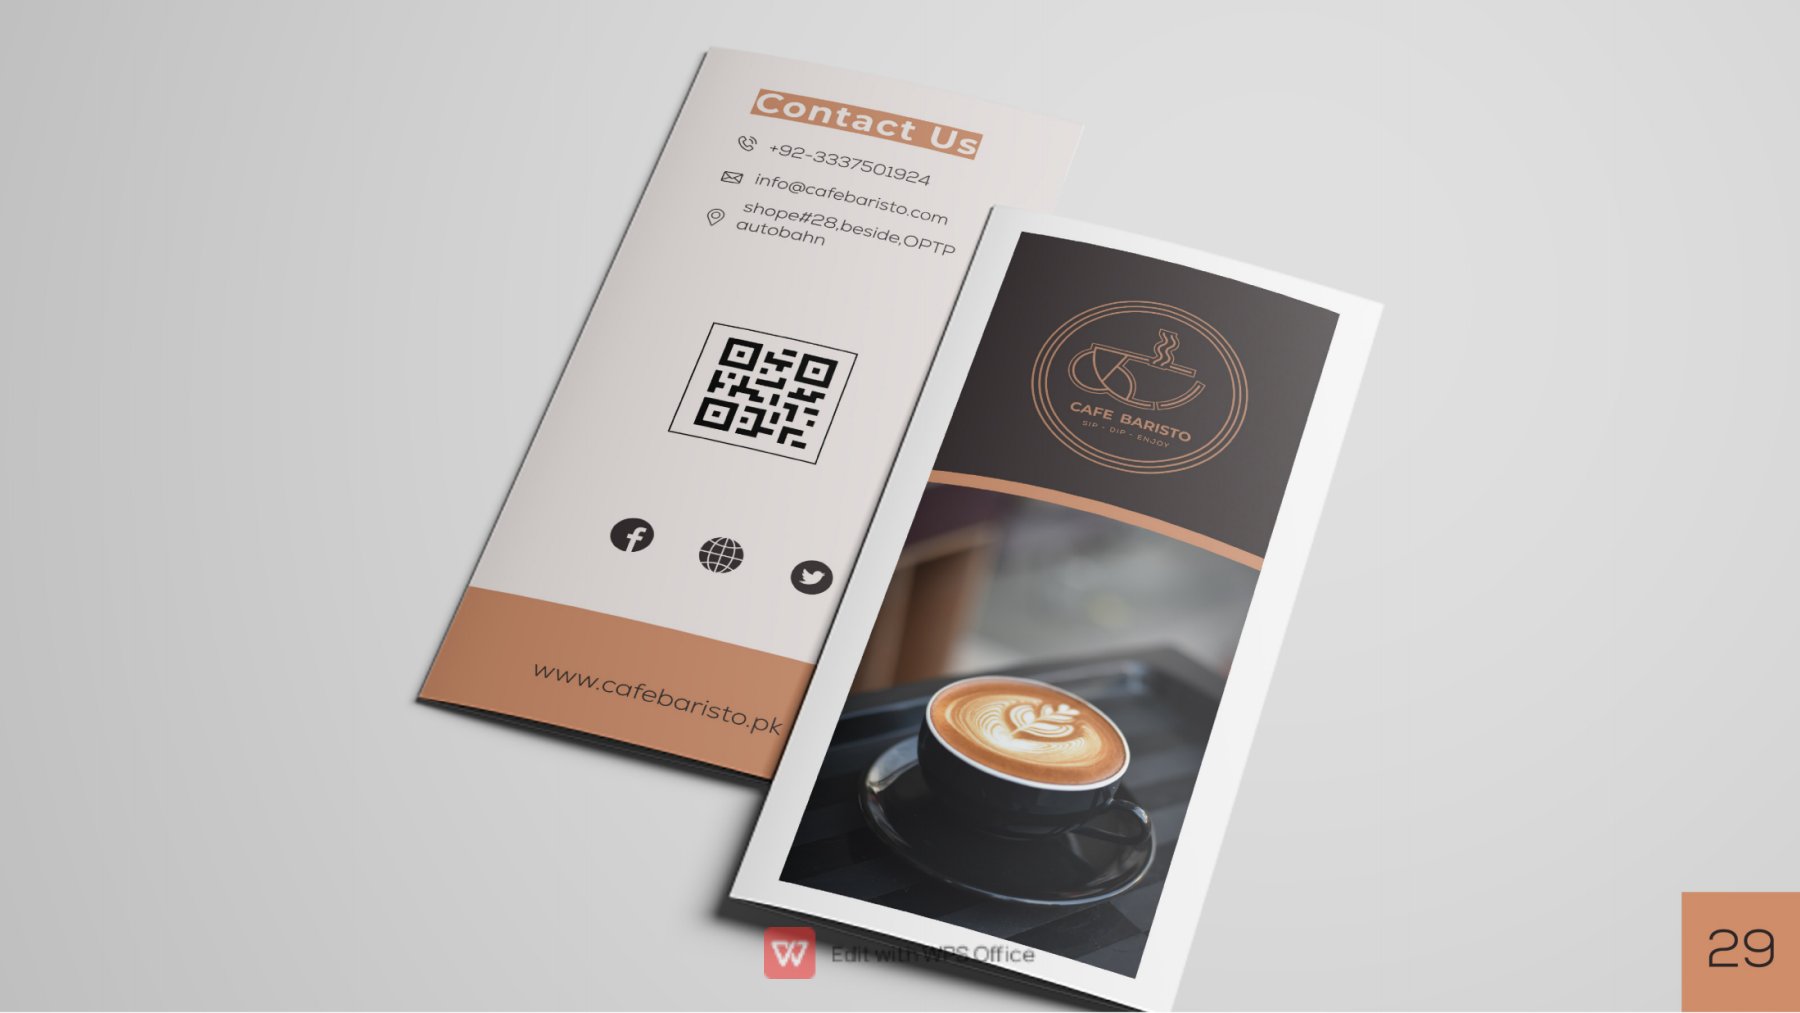 Contact Us
+92-3337501924
info@cafebaristo.com
shope#28,beside,OPTP
autobahn
www.cafebaristo.pk
CAFE BARISTO
SIP - DIP - ENJOY
Edit with WPS Office
29